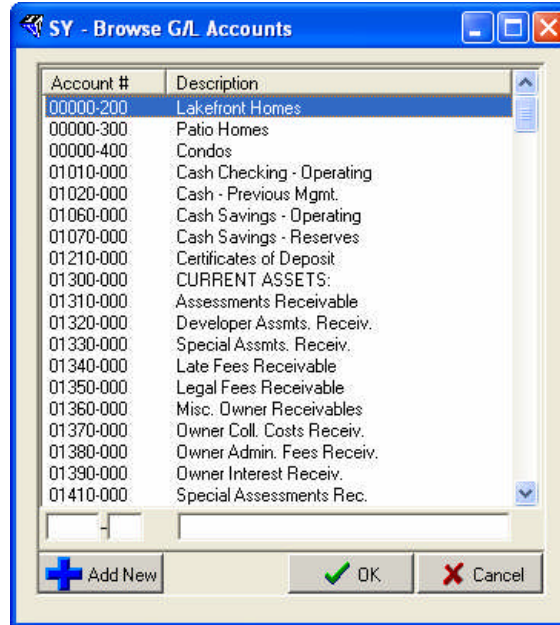 SY - Browse G/L Accounts
Account # Description
00000-200 Lakefront Homes
00000-300 Patio Homes
00000-400 Condos
01010-000 Cash Checking - Operating
01020-000 Cash - Previous Mgmt.
01060-000 Cash Savings - Operating
01070-000 Cash Savings - Reserves
01210-000 Certificates of Deposit
01300-000 CURRENT ASSETS:
01310-000 Assessments Receivable
01320-000 Developer Assmts. Receiv.
01330-000 Special Assmts. Receiv.
01340-000 Late Fees Receivable
01350-000 Legal Fees Receivable
01360-000 Misc. Owner Receivables
01370-000 Owner Coll. Costs Receiv.
01380-000 Owner Admin. Fees Receiv.
01390-000 Owner Interest Receiv.
01410-000 Special Assessments Rec.
-
Add New OK Cancel